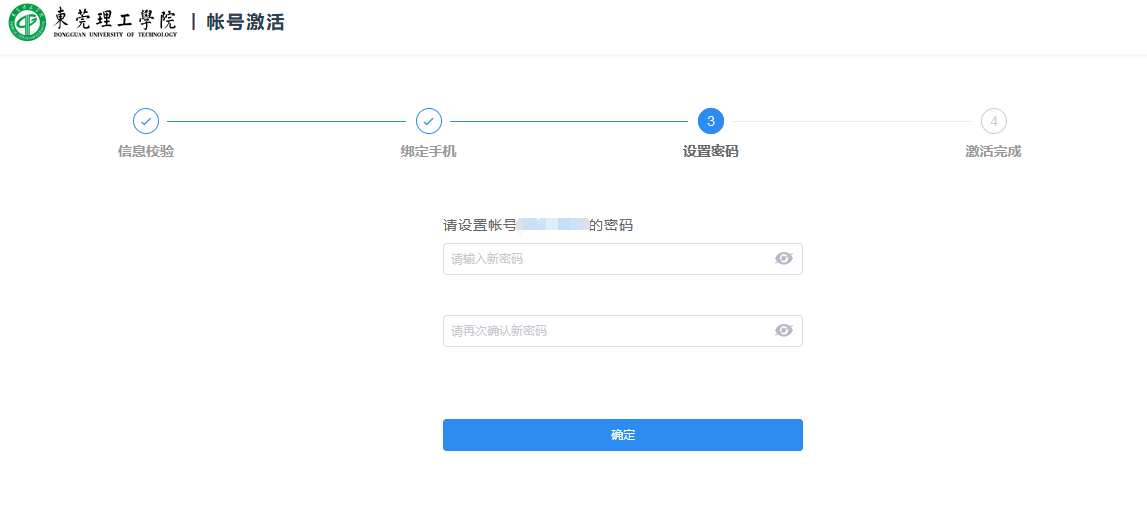 東莞理工學院 | 帐号激活
DONGGUAN UNIVERSITY OF TECHNOLOGY
3
4
信息校验
绑定手机
设置密码
激活完成
请设置帐号的密码
请输入新密码
请再次确认新密码
确定